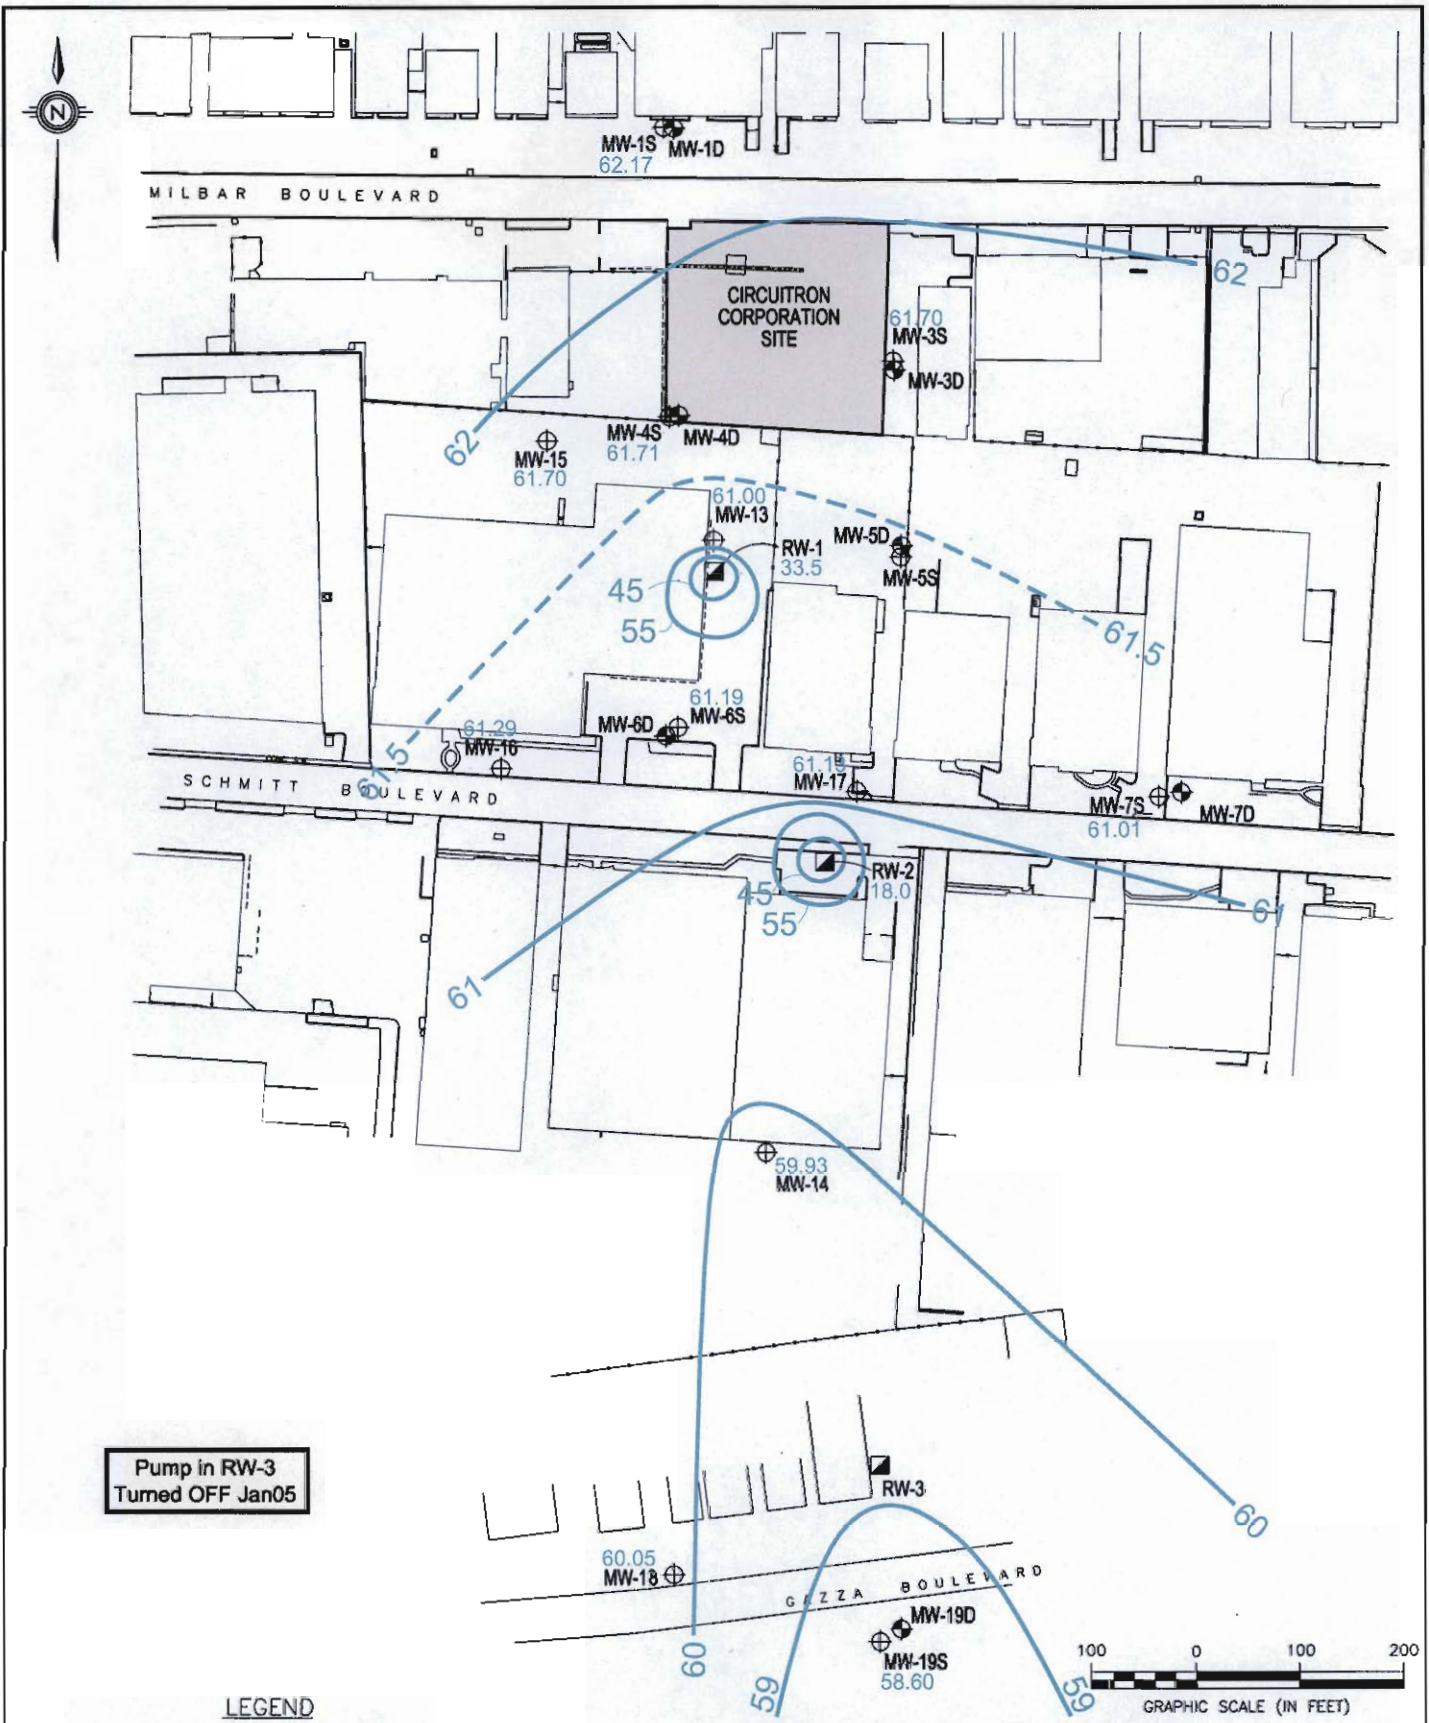 N
MW-1S
MW-1D
62.17
MILBAR BOULEVARD
62
CIRCUITRON
CORPORATION
SITE
61.70
MW-3S
MW-3D
62
MW-4S
MW-4D
61.71
MW-15
61.70
61.00
MW-13
RW-1
33.5
MW-5D
MW-5S
45
55
61.5
61.19
MW-6S
MW-6D
61.29
MW-16
61.5
61.19
MW-17
SCHMITT BOULEVARD
MW-7S
MW-7D
61.01
RW-2
18.0
45
55
61
61
59.93
MW-14
Pump in RW-3
Turned OFF Jan05
RW-3
60
60.05
MW-18
GAZZA BOULEVARD
MW-19D
MW-19S
58.60
60
59
59
100 0 100 200
GRAPHIC SCALE (IN FEET)
LEGEND